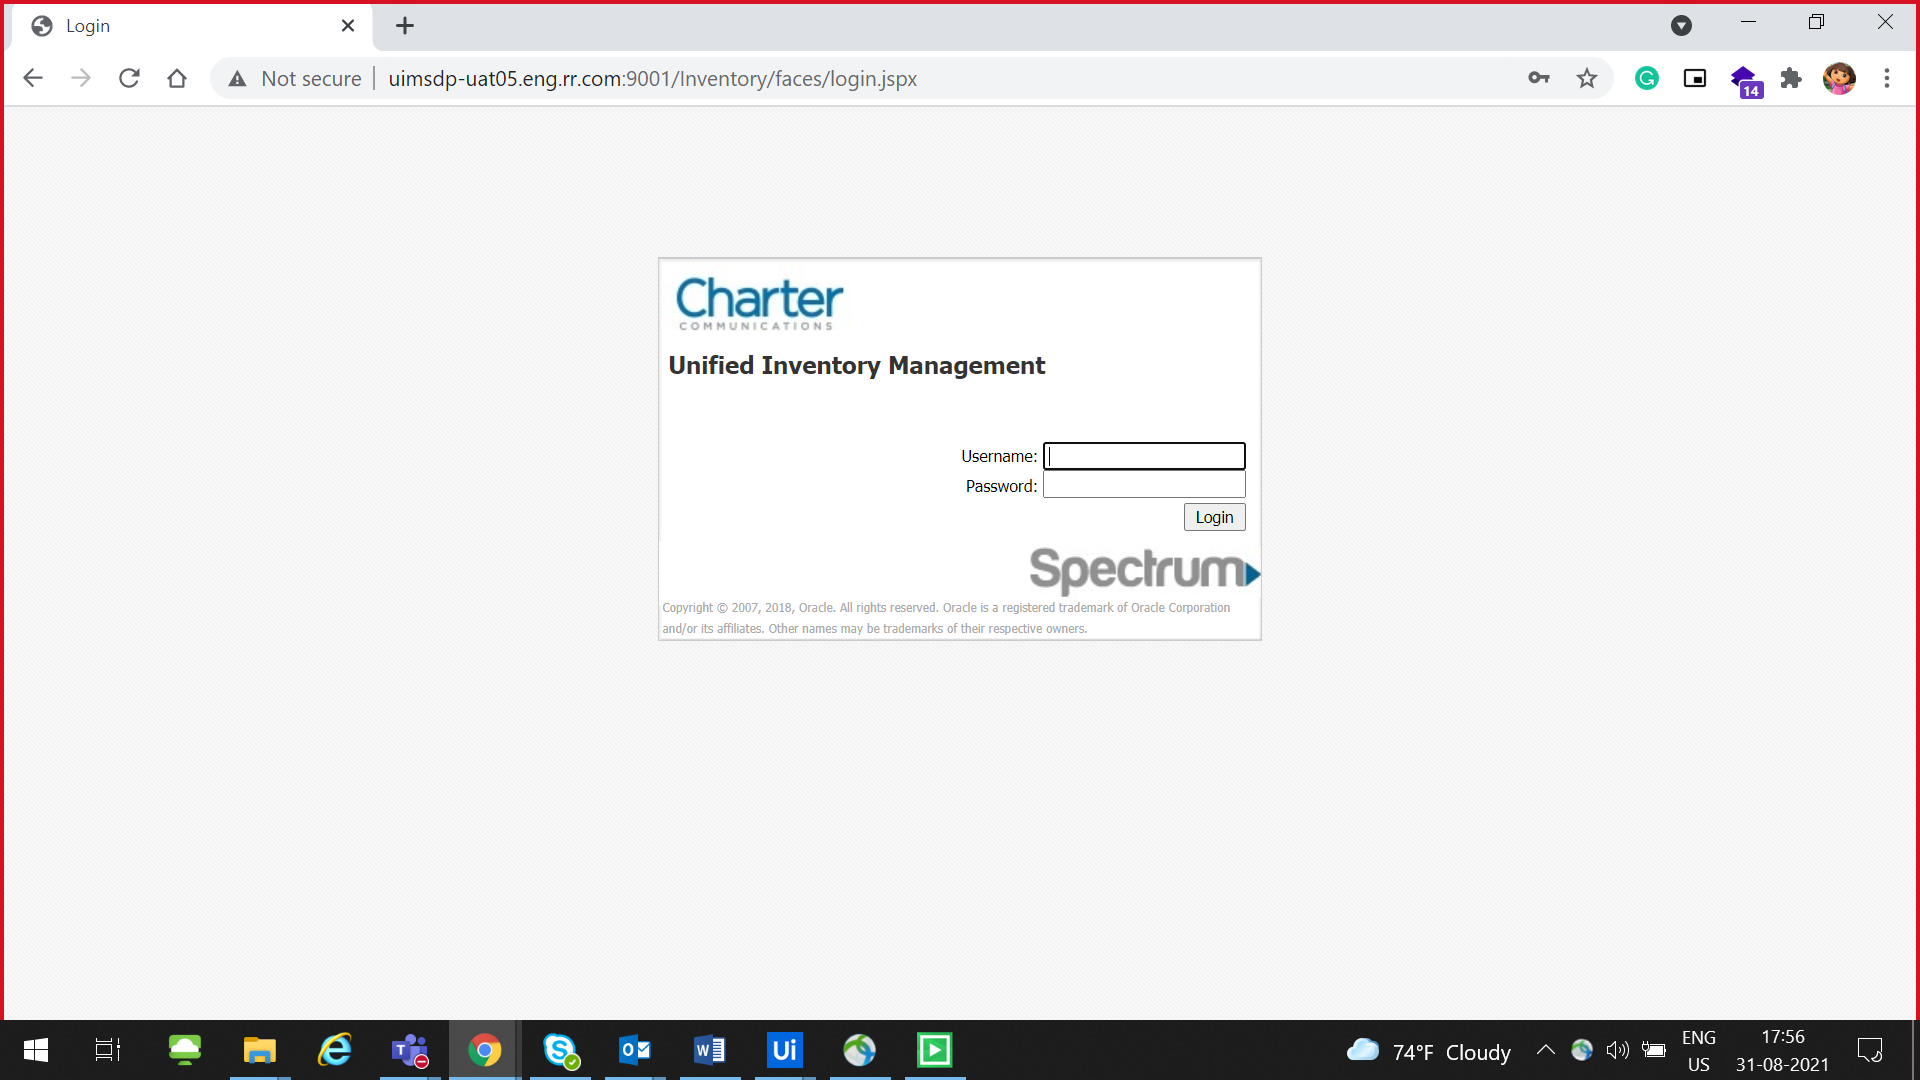 Login
Not secure
uimsdp-uat05.eng.rr.com:9001/Inventory/faces/login.jspx
G
14
Charter
COMMUNICATIONS
Unified Inventory Management
Username:
Password:
Login
Spectrum
Copyright © 2007, 2018, Oracle. All rights reserved. Oracle is a registered trademark of Oracle Corporation
and/or its affiliates. Other names may be trademarks of their respective owners.
T
S
O
W
Ui
74°F Cloudy
ENG
US
17:56
31-08-2021